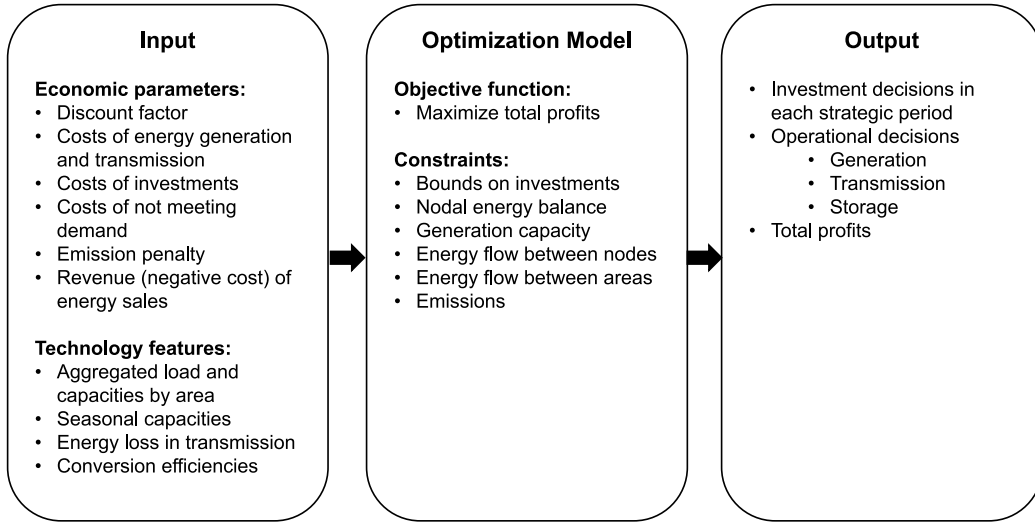 Input
Economic parameters:
• Discount factor
• Costs of energy generation
and transmission
• Costs of investments
• Costs of not meeting
demand
• Emission penalty
• Revenue (negative cost) of
energy sales
Technology features:
• Aggregated load and
capacities by area
• Seasonal capacities
• Energy loss in transmission
• Conversion efficiencies
Optimization Model
Objective function:
• Maximize total profits
Constraints:
• Bounds on investments
• Nodal energy balance
• Generation capacity
• Energy flow between nodes
• Energy flow between areas
• Emissions
Output
• Investment decisions in
each strategic period
• Operational decisions
• Generation
• Transmission
• Storage
• Total profits